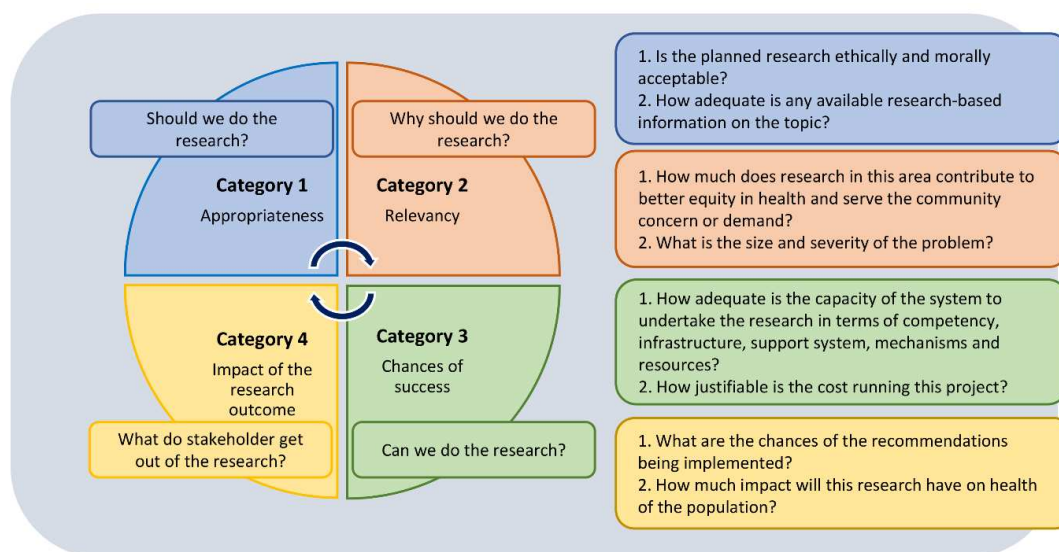 Should we do the
research?
Category 1
Appropriateness
Why should we do the
research?
Category 2
Relevancy
Category 4
Impact of the
research
outcome
What do stakeholder get
out of the research?
Category 3
Chances of
success
Can we do the research?
1. Is the planned research ethically and morally
acceptable?
2. How adequate is any available research-based
information on the topic?
1. How much does research in this area contribute to
better equity in health and serve the community
concern or demand?
2. What is the size and severity of the problem?
1. How adequate is the capacity of the system to
undertake the research in terms of competency,
infrastructure, support system, mechanisms and
resources?
2. How justifiable is the cost running this project?
1. What are the chances of the recommendations
being implemented?
2. How much impact will this research have on health
of the population?